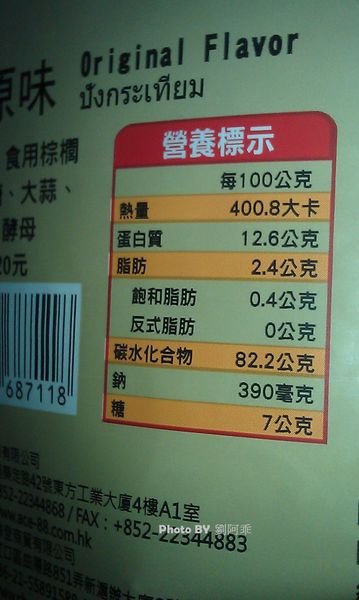 Original Flavor
原味 ปังกระเทียม
食用棕櫚
、大蒜、
酵母
20元
營養標示
每100公克
熱量 400.8大卡
蛋白質 12.6公克
脂肪 2.4公克
飽和脂肪 0.4公克
反式脂肪 0公克
碳水化合物 82.2公克
鈉 390毫克
糖 7公克
687118
有限公司
42號東方工業大廈4樓A1室
852-22344868 / FAX : +852-22344883
www.ace-88.com.hk
貿有限公司
Photo BY 劉阿乖